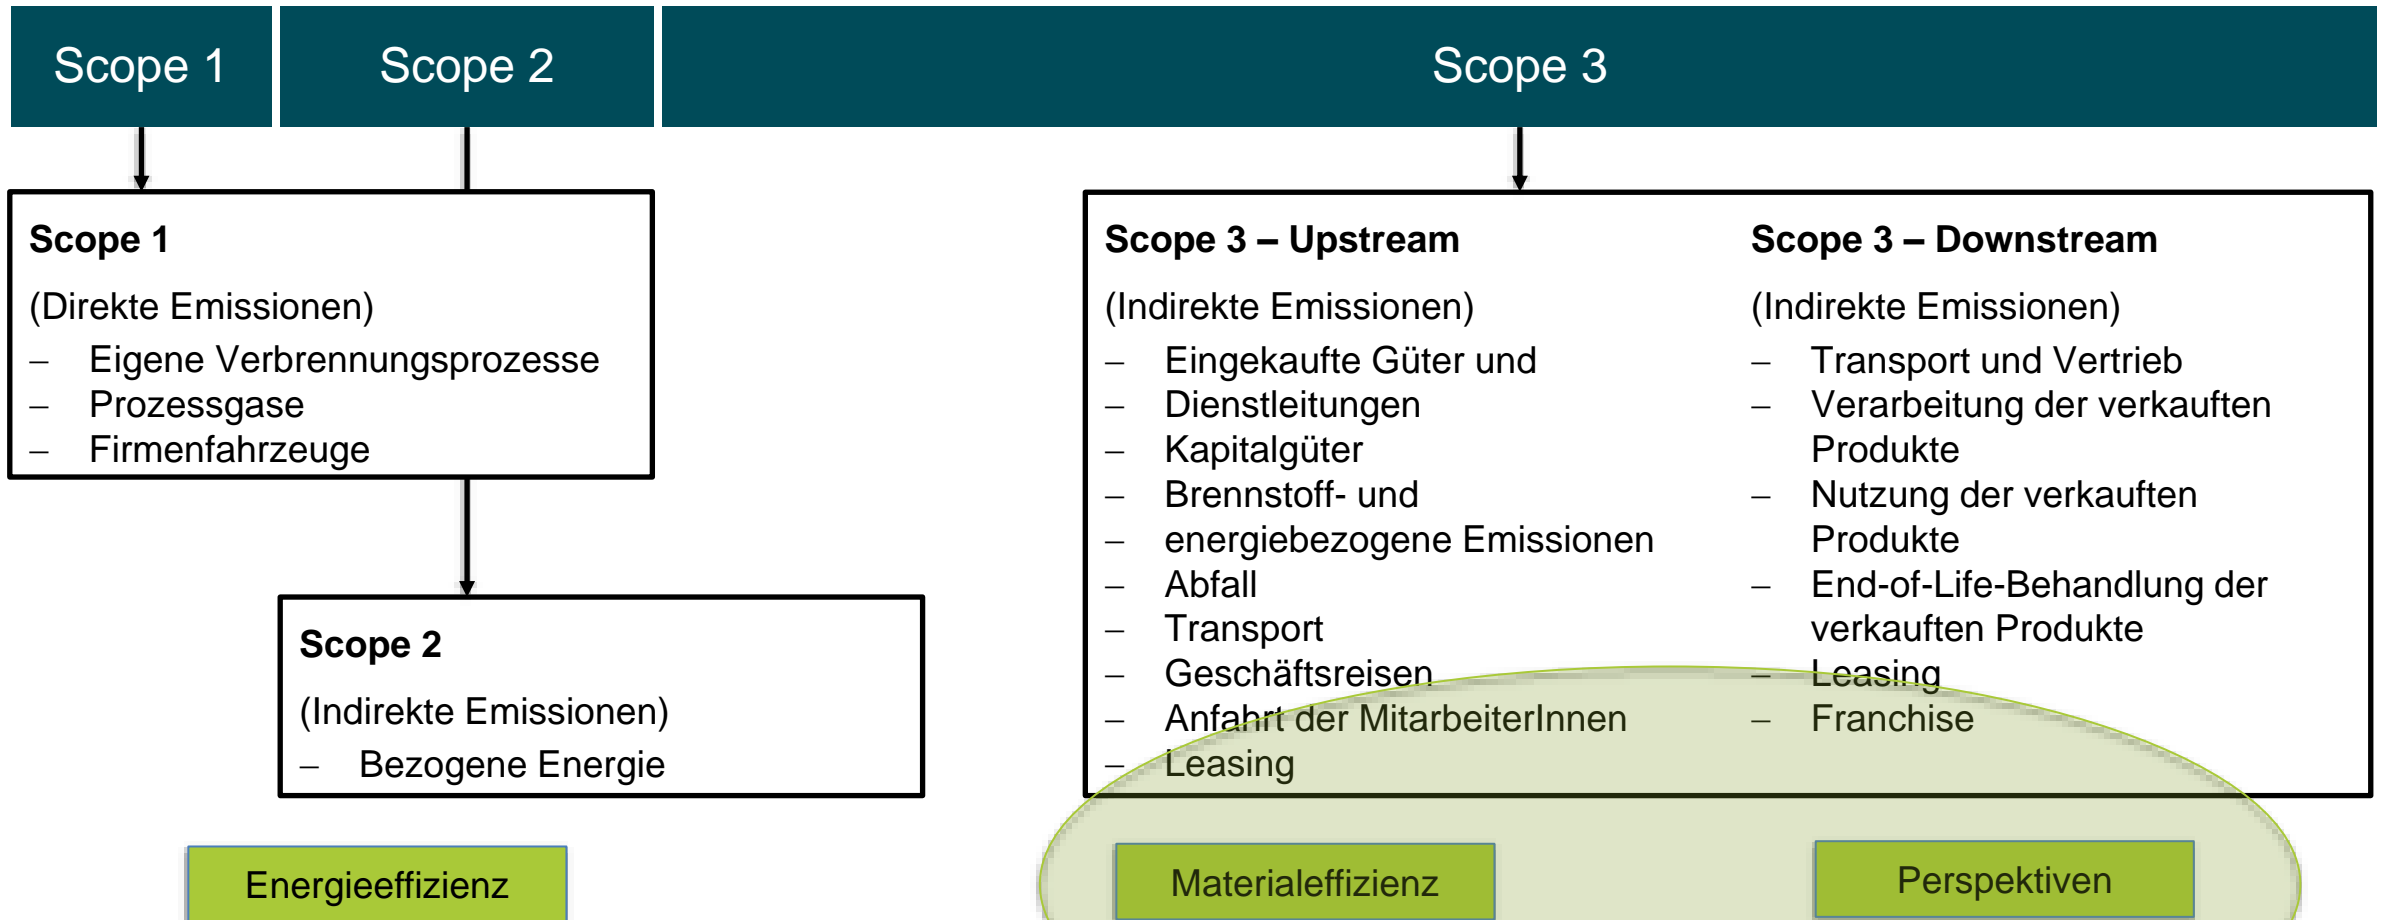 Scope 1
Scope 2
Scope 3
Scope 1
(Direkte Emissionen)
– Eigene Verbrennungsprozesse
– Prozessgase
– Firmenfahrzeuge
Scope 2
(Indirekte Emissionen)
– Bezogene Energie
Scope 3 – Upstream
(Indirekte Emissionen)
– Eingekaufte Güter und
– Dienstleitungen
– Kapitalgüter
– Brennstoff- und
– energiebezogene Emissionen
– Abfall
– Transport
– Geschäftsreisen
– Anfahrt der MitarbeiterInnen
– Leasing
Scope 3 – Downstream
(Indirekte Emissionen)
– Transport und Vertrieb
– Verarbeitung der verkauften
Produkte
– Nutzung der verkauften
Produkte
– End-of-Life-Behandlung der
verkauften Produkte
– Leasing
– Franchise
Energieeffizienz
Materialeffizienz
Perspektiven